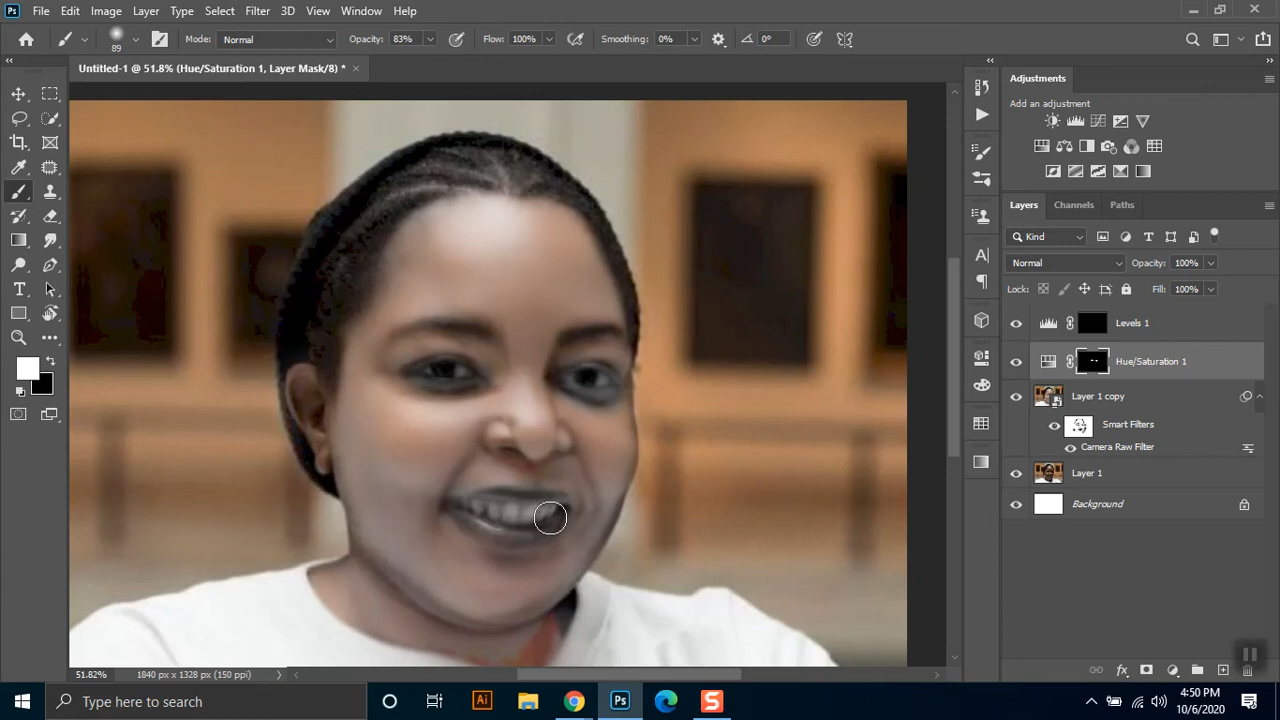 Ps File Edit Image Layer Type Select Filter 3D View Window Help
89 Mode: Normal Opacity: 83% Flow: 100% Smoothing: 0% 0°
Untitled-1 @ 51.8% (Hue/Saturation 1, Layer Mask/8) *
Adjustments
Add an adjustment
Layers Channels Paths
Kind
Normal Opacity: 100%
Lock: Fill: 100%
Levels 1
Hue/Saturation 1
Layer 1 copy
Smart Filters
Camera Raw Filter
Layer 1
Background
51.82% 1840 px x 1328 px (150 ppi)
Type here to search
Ai Ps S
4:50 PM
10/6/2020